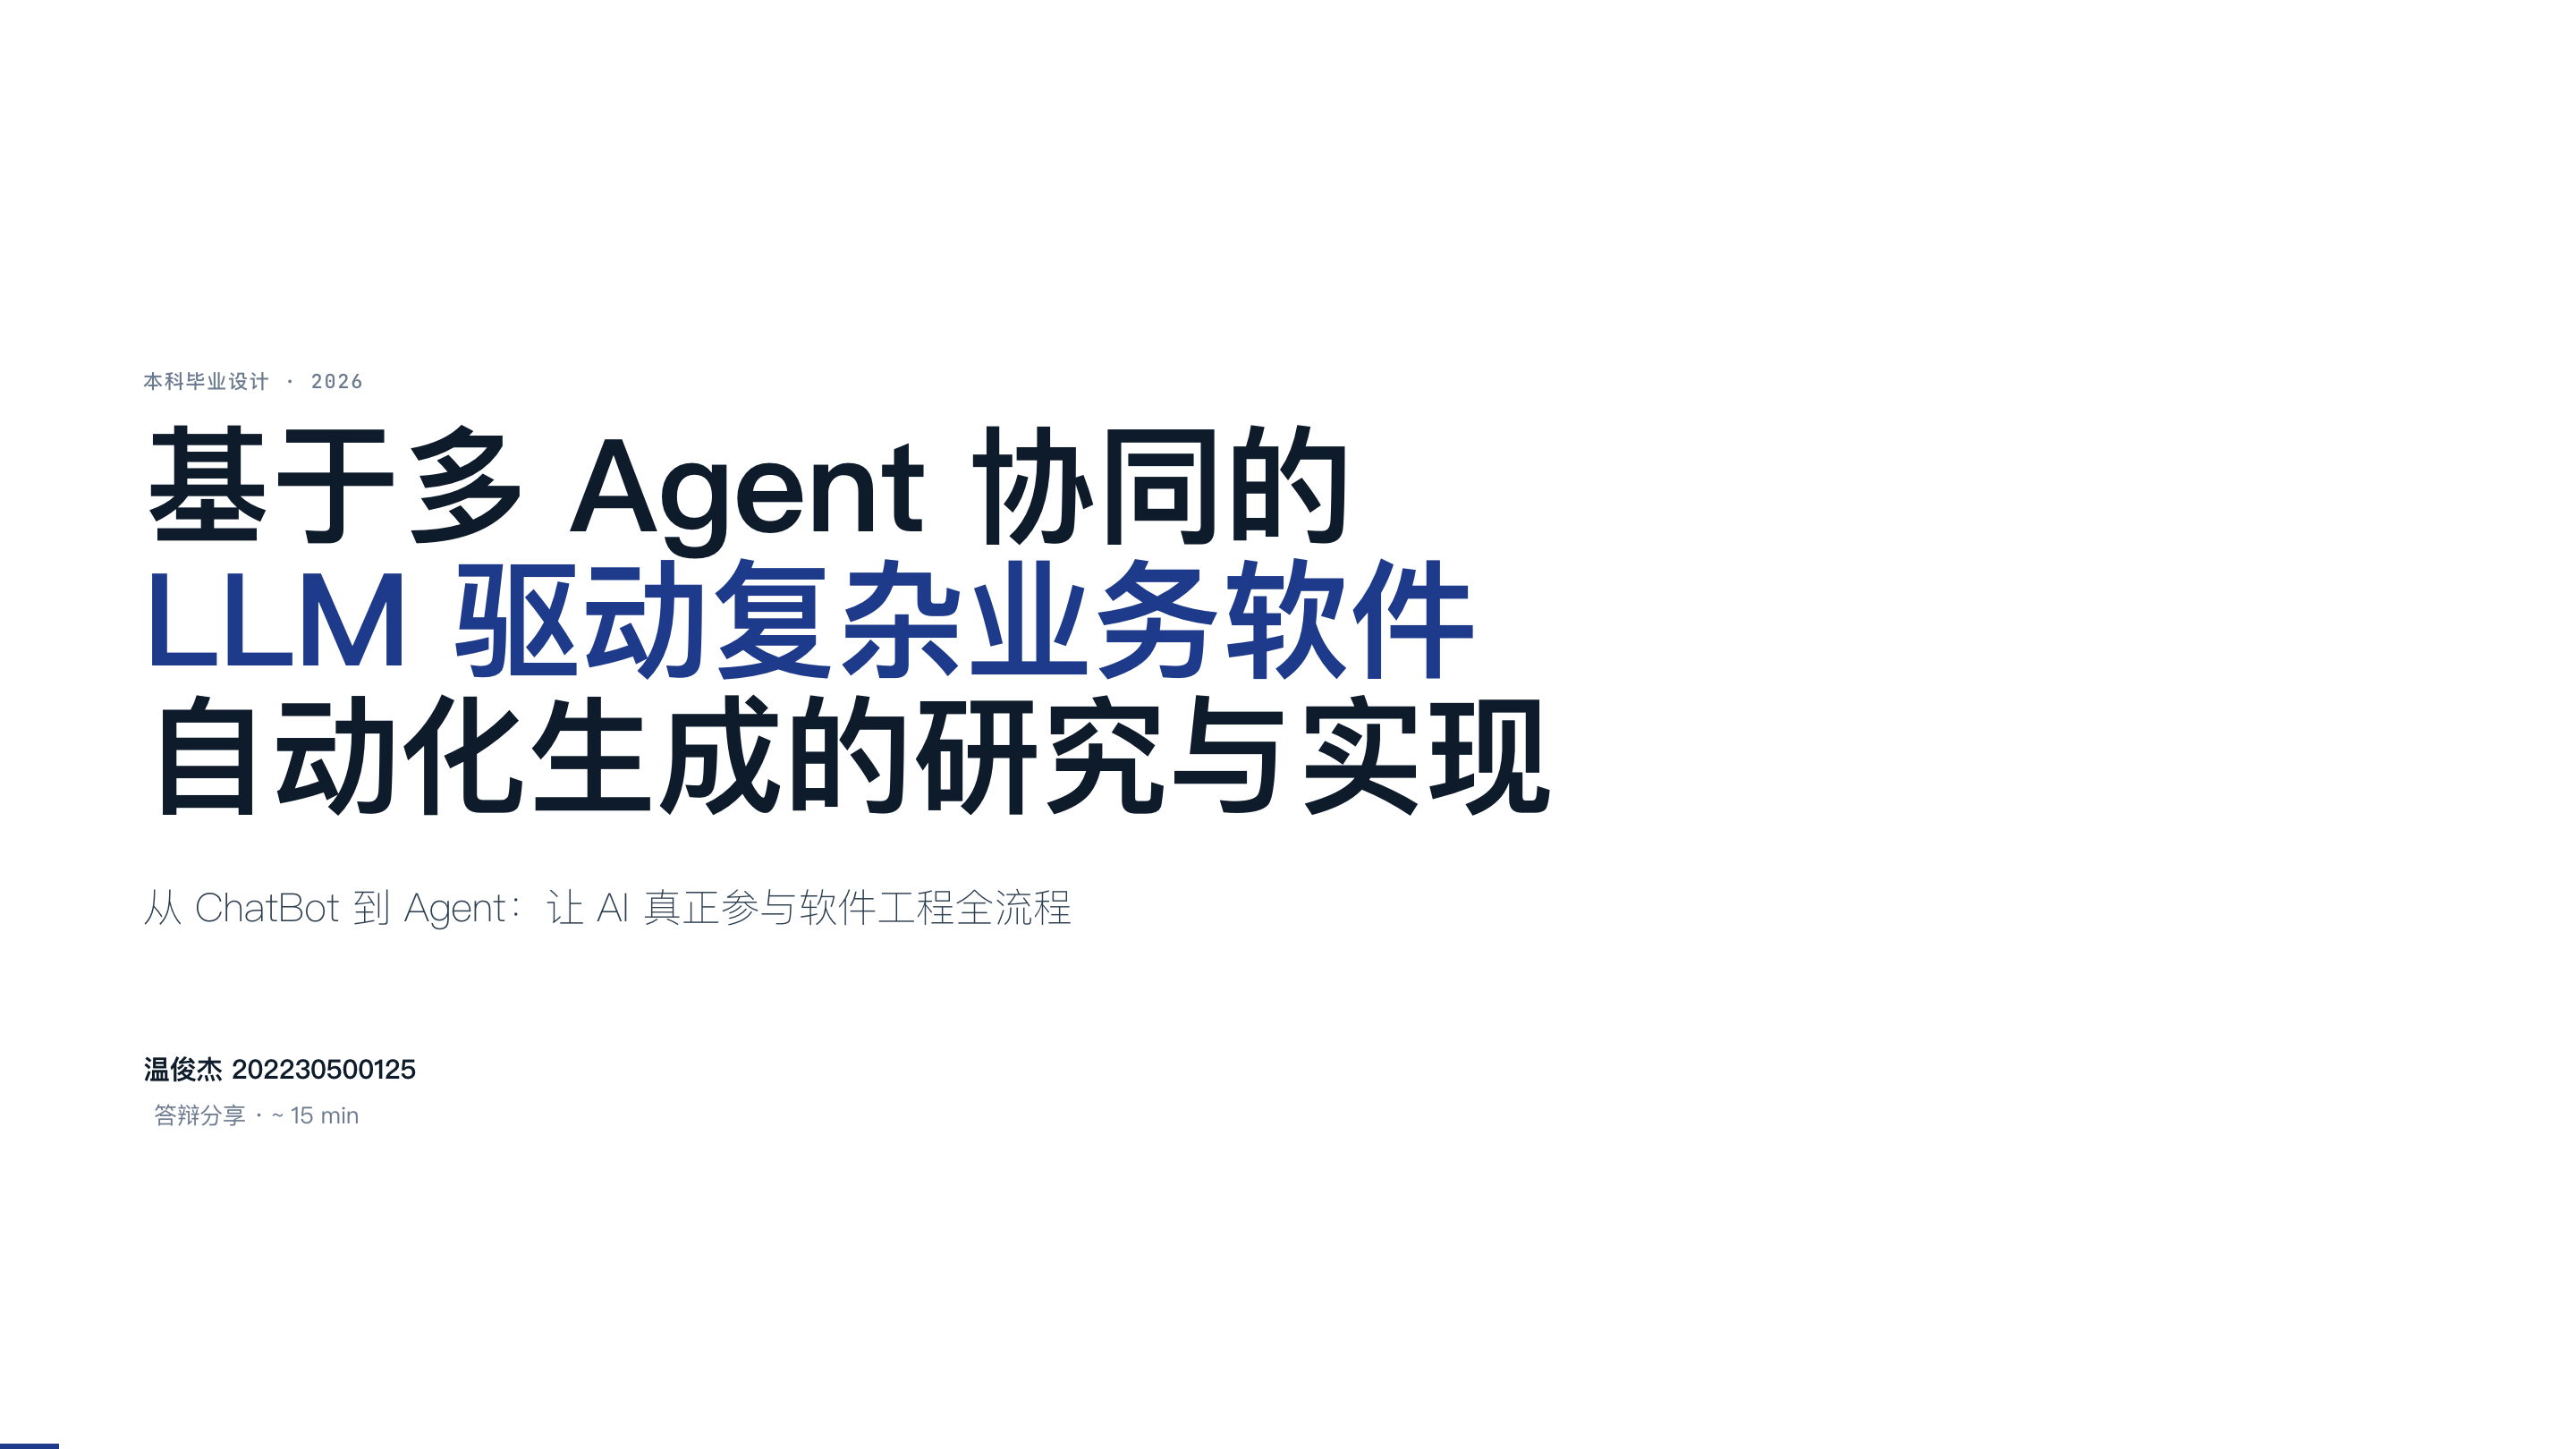 本科毕业设计 · 2026
基于多 Agent 协同的
LLM 驱动复杂业务软件
自动化生成的研究与实现
从 ChatBot 到 Agent：让 AI 真正参与软件工程全流程
温俊杰 202230500125
答辩分享 · ~ 15 min